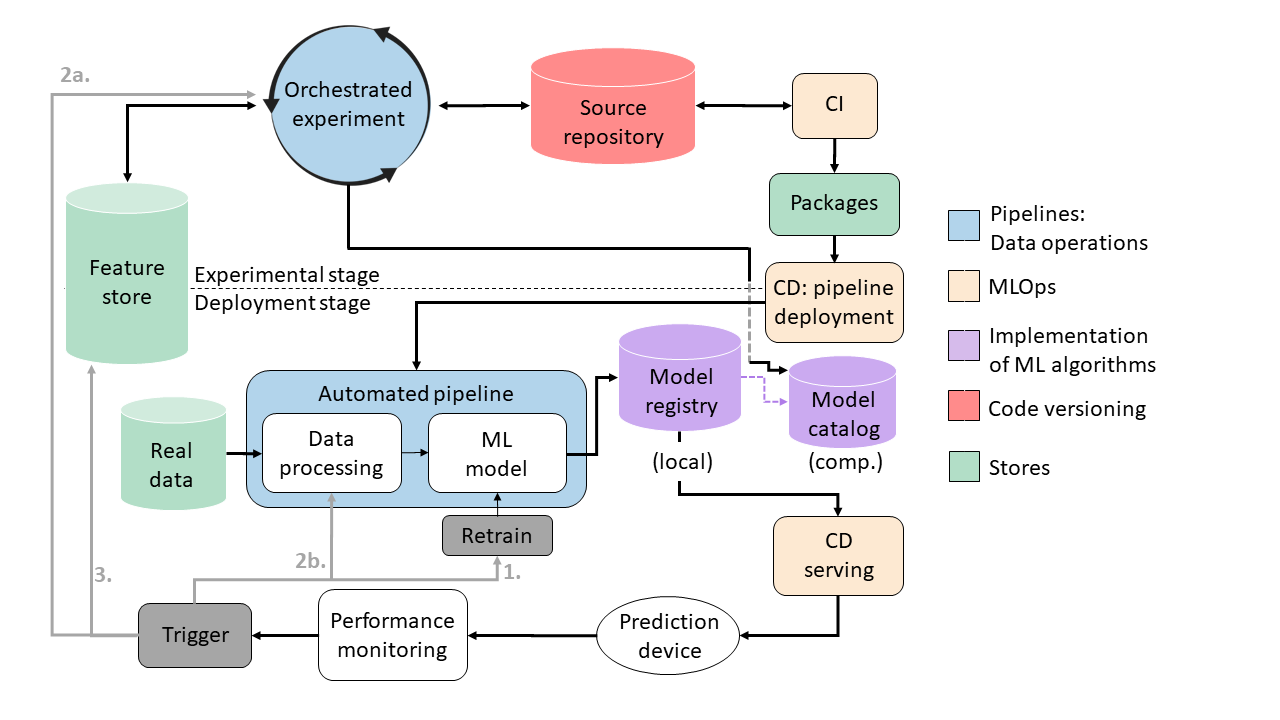 2a.
Orchestrated
experiment
Source
repository
CI
Packages
Feature
store
Experimental stage
Deployment stage
CD: pipeline
deployment
Pipelines:
Data operations
MLOps
Implementation
of ML algorithms
Code versioning
Stores
Automated pipeline
Real
data
Data
processing
ML
model
Model
registry
(local)
Model
catalog
(comp.)
Retrain
2b.
1.
3.
CD
serving
Trigger
Performance
monitoring
Prediction
device